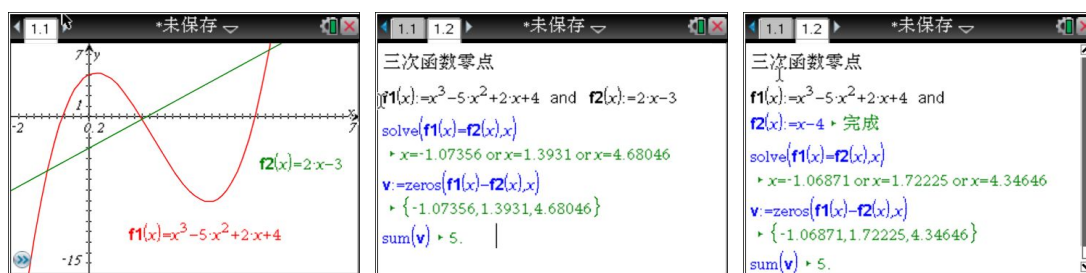 1.1 *未保存
7 y
1
-2 0.2 x 7
f2(x)=2·x−3
f1(x)=x³−5·x²+2·x+4
-15
1.1 1.2 *未保存
三次函数零点
f1(x):=x³−5·x²+2·x+4 and f2(x):=2·x−3
solve(f1(x)=f2(x),x)
▸ x=-1.07356 or x=1.3931 or x=4.68046
v:=zeros(f1(x)−f2(x),x)
▸ {-1.07356,1.3931,4.68046}
sum(v) ▸ 5.
1.1 1.2 *未保存
三次函数零点
f1(x):=x³−5·x²+2·x+4 and
f2(x):=x−4 ▸ 完成
solve(f1(x)=f2(x),x)
▸ x=-1.06871 or x=1.72225 or x=4.34646
v:=zeros(f1(x)−f2(x),x)
▸ {-1.06871,1.72225,4.34646}
sum(v) ▸ 5.